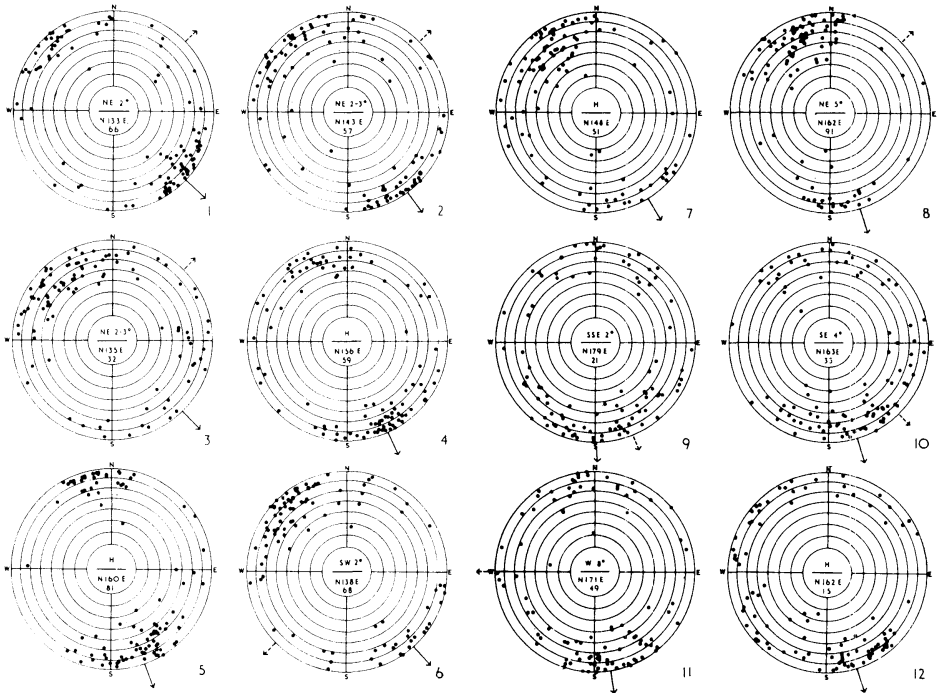 N
W
E
NE 2°
N133E
66
S
1
N
W
E
NE 2-3°
N143E
57
S
2
N
W
E
H
N148E
51
S
7
N
W
E
NE 5°
N162E
91
S
8
N
W
E
NE 2-3°
N135E
32
S
3
N
W
E
H
N156E
59
S
4
N
W
E
SSE 2°
N179E
21
S
9
N
W
E
SE 4°
N163E
S
10
N
W
E
H
N160E
81
S
5
N
W
E
SW 2°
N138E
68
S
6
N
W
E
W 8°
N171E
49
S
11
N
W
E
H
N162E
S
12